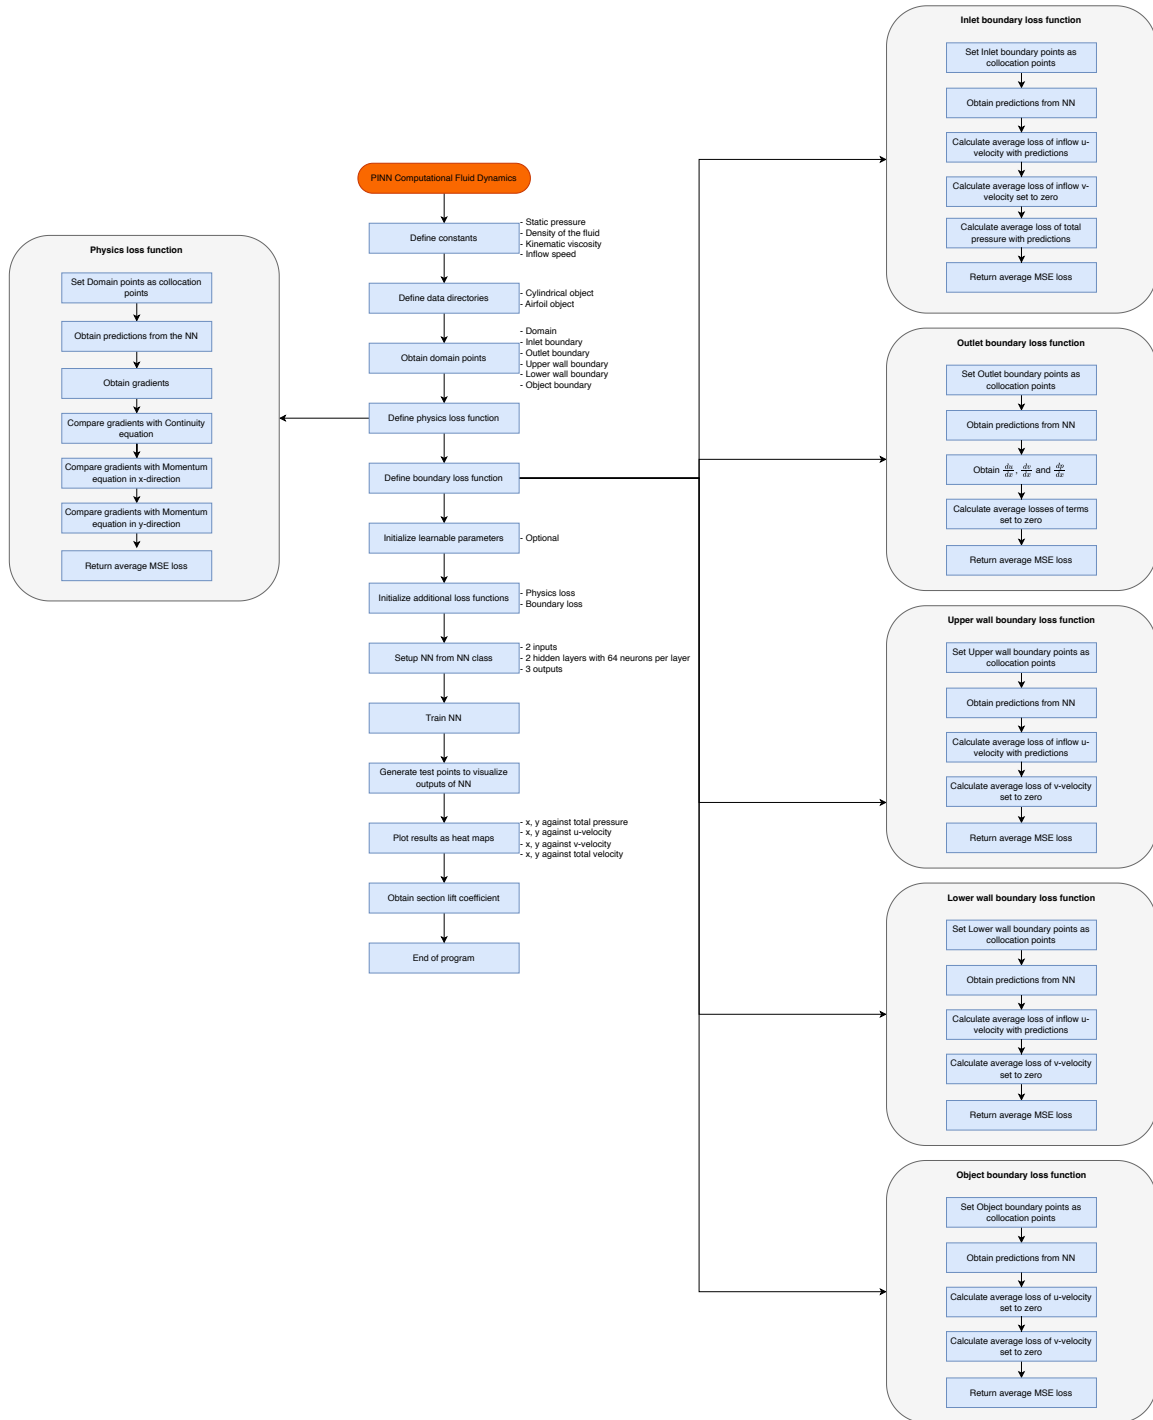 PINN Computational Fluid Dynamics
Define constants
- Static pressure
- Density of the fluid
- Kinematic viscosity
- Inflow speed
Define data directories
- Cylindrical object
- Airfoil object
Obtain domain points
- Domain
- Inlet boundary
- Outlet boundary
- Upper wall boundary
- Lower wall boundary
- Object boundary
Define physics loss function
Define boundary loss function
Initialize learnable parameters
- Optional
Initialize additional loss functions
- Physics loss
- Boundary loss
Setup NN from NN class
- 2 inputs
- 2 hidden layers with 64 neurons per layer
- 3 outputs
Train NN
Generate test points to visualize
outputs of NN
Plot results as heat maps
- x, y against total pressure
- x, y against u-velocity
- x, y against v-velocity
- x, y against total velocity
Obtain section lift coefficient
End of program
Physics loss function
Set Domain points as collocation
points
Obtain predictions from the NN
Obtain gradients
Compare gradients with Continuity
equation
Compare gradients with Momentum
equation in x-direction
Compare gradients with Momentum
equation in y-direction
Return average MSE loss
Inlet boundary loss function
Set Inlet boundary points as
collocation points
Obtain predictions from NN
Calculate average loss of inflow u-
velocity with predictions
Calculate average loss of inflow v-
velocity set to zero
Calculate average loss of total
pressure with predictions
Return average MSE loss
Outlet boundary loss function
Set Outlet boundary points as
collocation points
Obtain predictions from NN
Obtain du/dx, dv/dx and dp/dx
Calculate average losses of terms
set to zero
Return average MSE loss
Upper wall boundary loss function
Set Upper wall boundary points as
collocation points
Obtain predictions from NN
Calculate average loss of inflow u-
velocity with predictions
Calculate average loss of v-velocity
set to zero
Return average MSE loss
Lower wall boundary loss function
Set Lower wall boundary points as
collocation points
Obtain predictions from NN
Calculate average loss of inflow u-
velocity with predictions
Calculate average loss of v-velocity
set to zero
Return average MSE loss
Object boundary loss function
Set Object boundary points as
collocation points
Obtain predictions from NN
Calculate average loss of u-velocity
set to zero
Calculate average loss of v-velocity
set to zero
Return average MSE loss